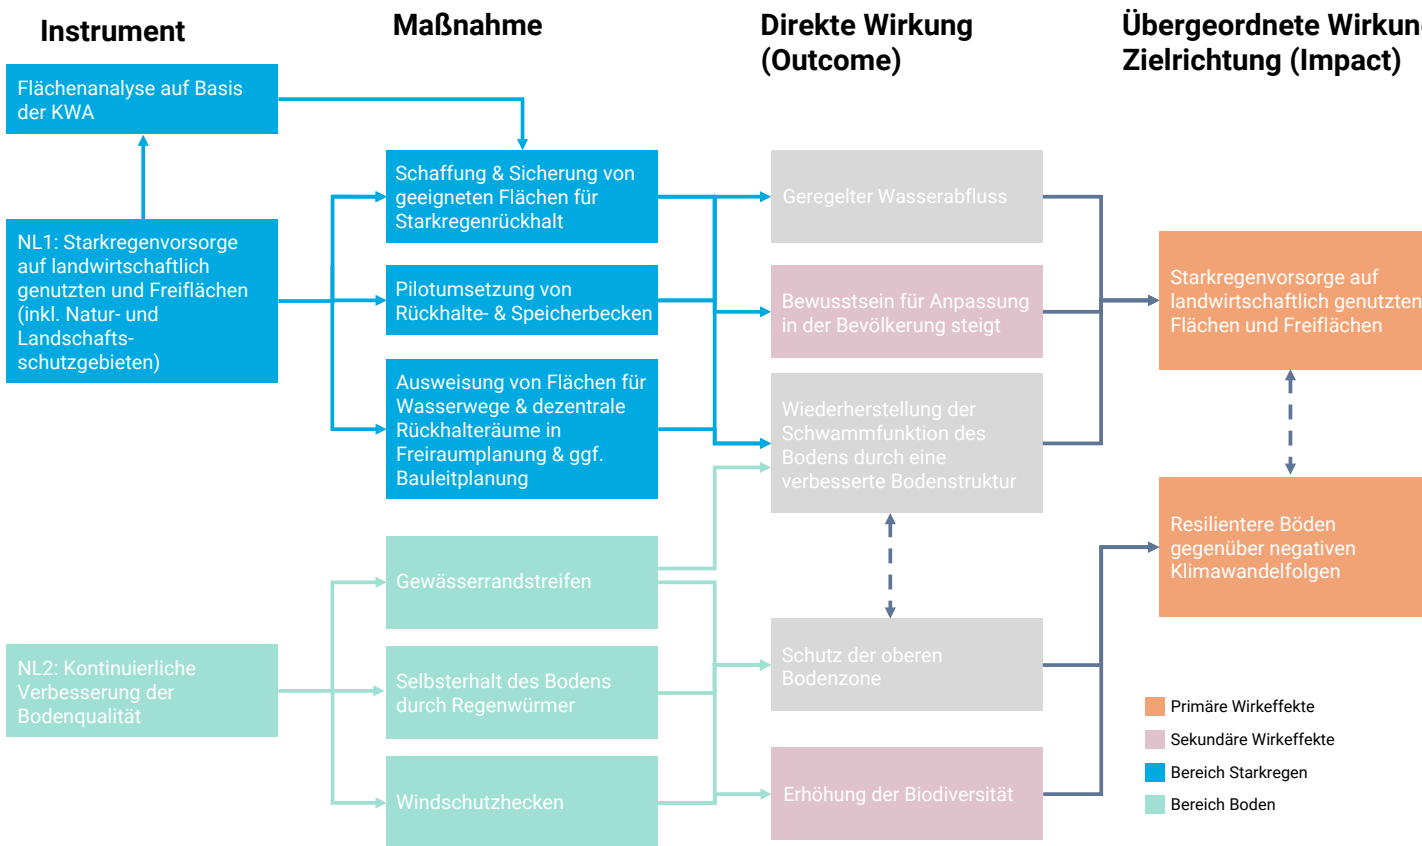 Instrument
Maßnahme
Direkte Wirkung
(Outcome)
Übergeordnete Wirkung
Zielrichtung (Impact)
Flächenanalyse auf Basis
der KWA
NL1: Starkregenvorsorge
auf landwirtschaftlich
genutzten und Freiflächen
(inkl. Natur- und
Landschafts-
schutzgebieten)
NL2: Kontinuierliche
Verbesserung der
Bodenqualität
Schaffung & Sicherung von
geeigneten Flächen für
Starkregenrückhalt
Pilotumsetzung von
Rückhalte- & Speicherbecken
Ausweisung von Flächen für
Wasserwege & dezentrale
Rückhalteräume in
Freiraumplanung & ggf.
Bauleitplanung
Gewässerrandstreifen
Selbsterhalt des Bodens
durch Regenwürmer
Windschutzhecken
Geregelter Wasserabfluss
Bewusstsein für Anpassung
in der Bevölkerung steigt
Wiederherstellung der
Schwammfunktion des
Bodens durch eine
verbesserte Bodenstruktur
Schutz der oberen
Bodenzone
Erhöhung der Biodiversität
Starkregenvorsorge auf
landwirtschaftlich genutzten
Flächen und Freiflächen
Resilientere Böden
gegenüber negativen
Klimawandelfolgen
Primäre Wirkeffekte
Sekundäre Wirkeffekte
Bereich Starkregen
Bereich Boden